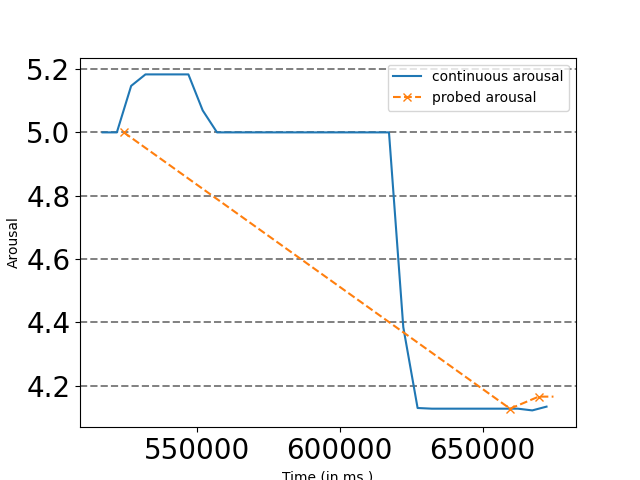 5.2
5.0
4.8
4.6
4.4
4.2
Arousal
continuous arousal
probed arousal
550000 600000 650000
Time (in ms.)